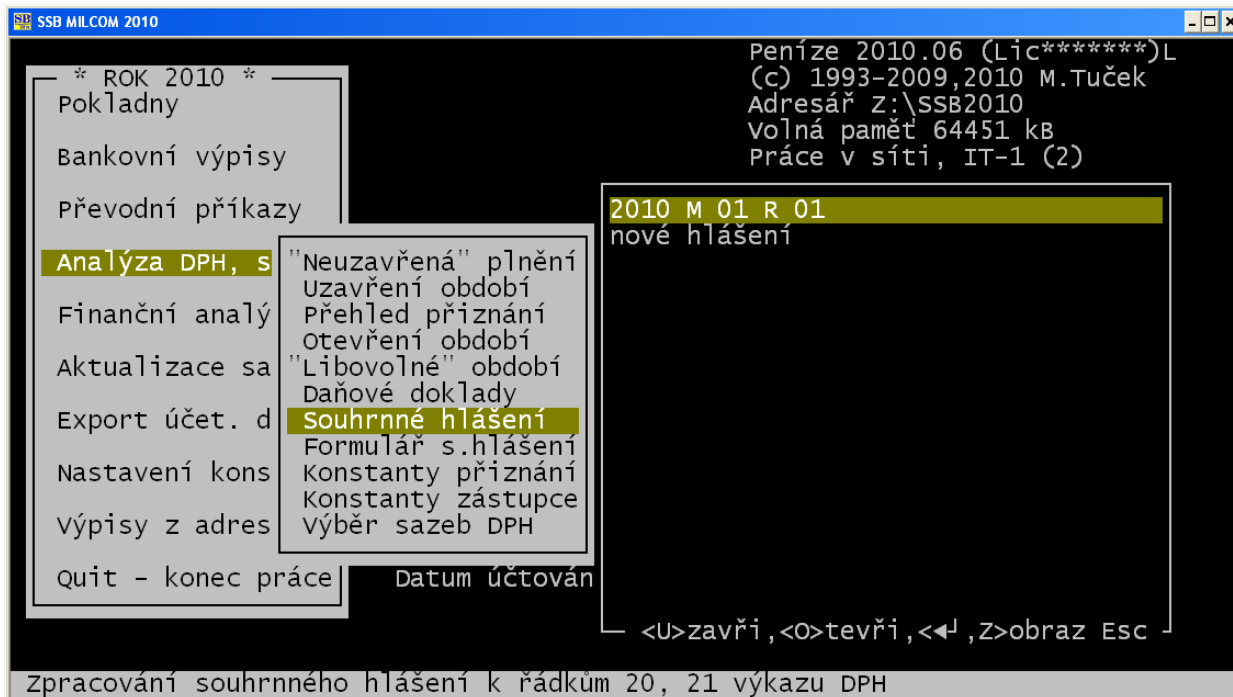 SSB MILCOM 2010
Peníze 2010.06 (Lic*******)L
(c) 1993-2009,2010 M.Tuček
Adresář Z:\SSB2010
Volná paměť 64451 kB
Práce v síti, IT-1 (2)
* ROK 2010 *
Pokladny
Bankovní výpisy
Převodní příkazy
Analýza DPH, s
Finanční analý
Aktualizace sa
Export účet. d
Nastavení kons
Výpisy z adres
Quit – konec práce
"Neuzavřená" plnění
Uzavření období
Přehled přiznání
Otevření období
"Libovolné" období
Daňové doklady
Souhrnné hlášení
Formulář s.hlášení
Konstanty přiznání
Konstanty zástupce
Výběr sazeb DPH
Datum účtován
2010 M 01 R 01
nové hlášení
<U>zavři,<O>tevři,<◄┘,Z>obraz Esc
Zpracování souhrnného hlášení k řádkům 20, 21 výkazu DPH